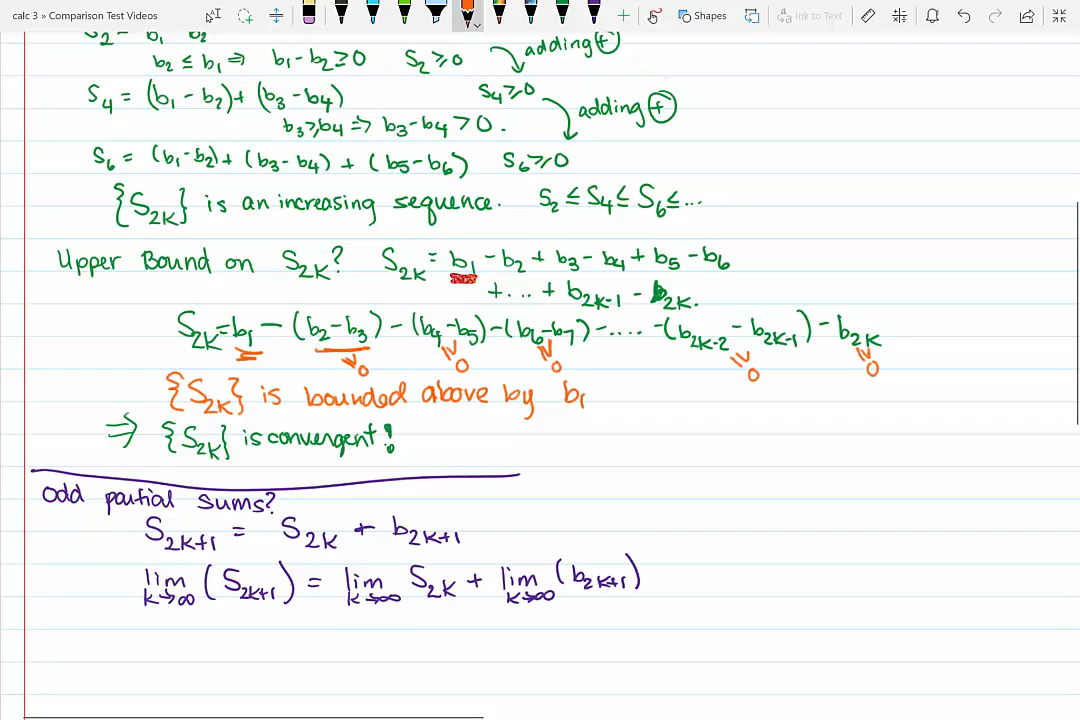 calc 3 » Comparison Test Videos
Shapes
Ink to Text
S₂ = b₁ b₂
adding (+)
b₂ ≤ b₁ ⇒ b₁ - b₂ ≥ 0 S₂ ≥ 0
S₄ = (b₁ - b₂) + (b₃ - b₄) S₄ ≥ 0
adding (+)
b₃ ≥ b₄ ⇒ b₃ - b₄ > 0.
S₆ = (b₁ - b₂) + (b₃ - b₄) + (b₅ - b₆) S₆ ≥ 0
{S₂ₖ} is an increasing sequence. S₂ ≤ S₄ ≤ S₆ ≤ ...
Upper Bound on S₂ₖ? S₂ₖ = b₁ - b₂ + b₃ - b₄ + b₅ - b₆
+ ... + b₂ₖ₋₁ - b₂ₖ.
S₂ₖ = b₁ - (b₂ - b₃) - (b₄ - b₅) - (b₆ - b₇) - .... - (b₂ₖ₋₂ - b₂ₖ₋₁) - b₂ₖ
≥0 ≥0 ≥0 ≥0 ≥0
{S₂ₖ} is bounded above by b₁
⇒ {S₂ₖ} is convergent!
Odd partial sums?
S₂ₖ₊₁ = S₂ₖ + b₂ₖ₊₁
lim k→∞ (S₂ₖ₊₁) = lim k→∞ S₂ₖ + lim k→∞ (b₂ₖ₊₁)